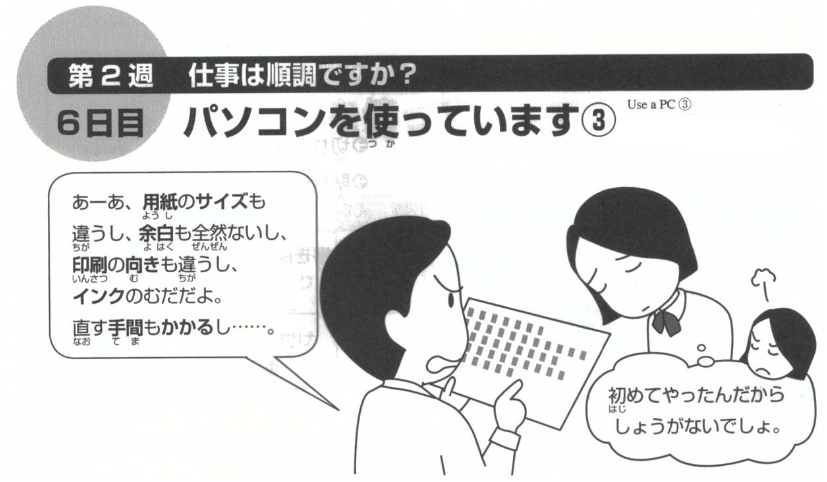 第2週 仕事は順調ですか？
6日目 パソコンを使っています③ Use a PC ③
つか
あーあ、用紙のサイズも
ようし
違うし、余白も全然ないし、
ちが よはく ぜんぜん
印刷の向きも違うし、
いんさつ む ちが
インクのむだだよ。
直す手間もかかるし……。
なお てま
初めてやったんだから
はじ
しょうがないでしょ。